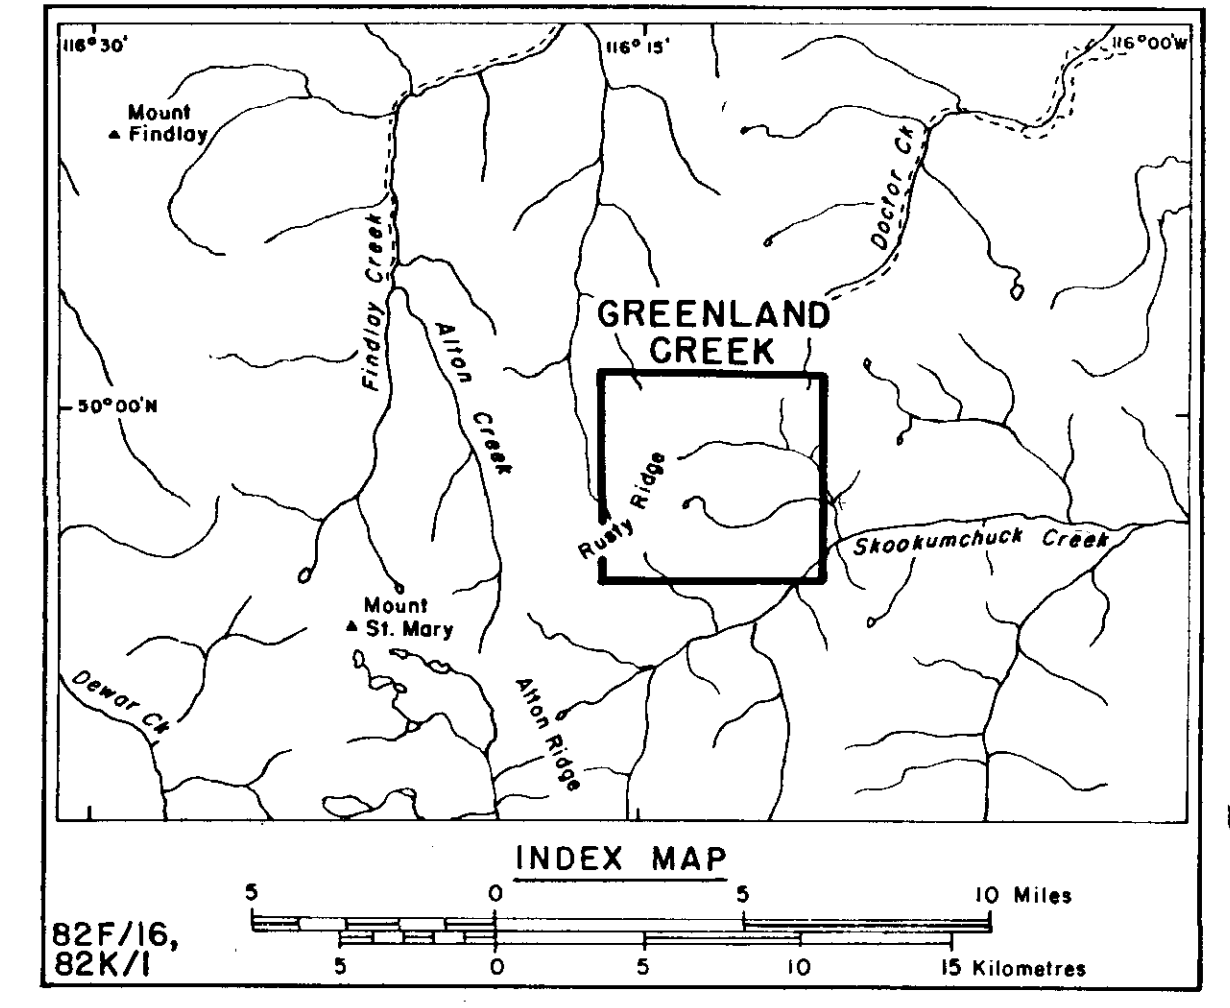 116°30'
116°15'
116°00'W
Mount
Findlay
Doctor Ck
Findlay Creek
GREENLAND
CREEK
Alton Creek
50°00'N
Rusty Ridge
Skookumchuck Creek
Mount
St. Mary
Dewar Ck
Alton Ridge
INDEX MAP
5 0 5 10 Miles
82F/16,
82K/1
5 0 5 10 15 Kilometres